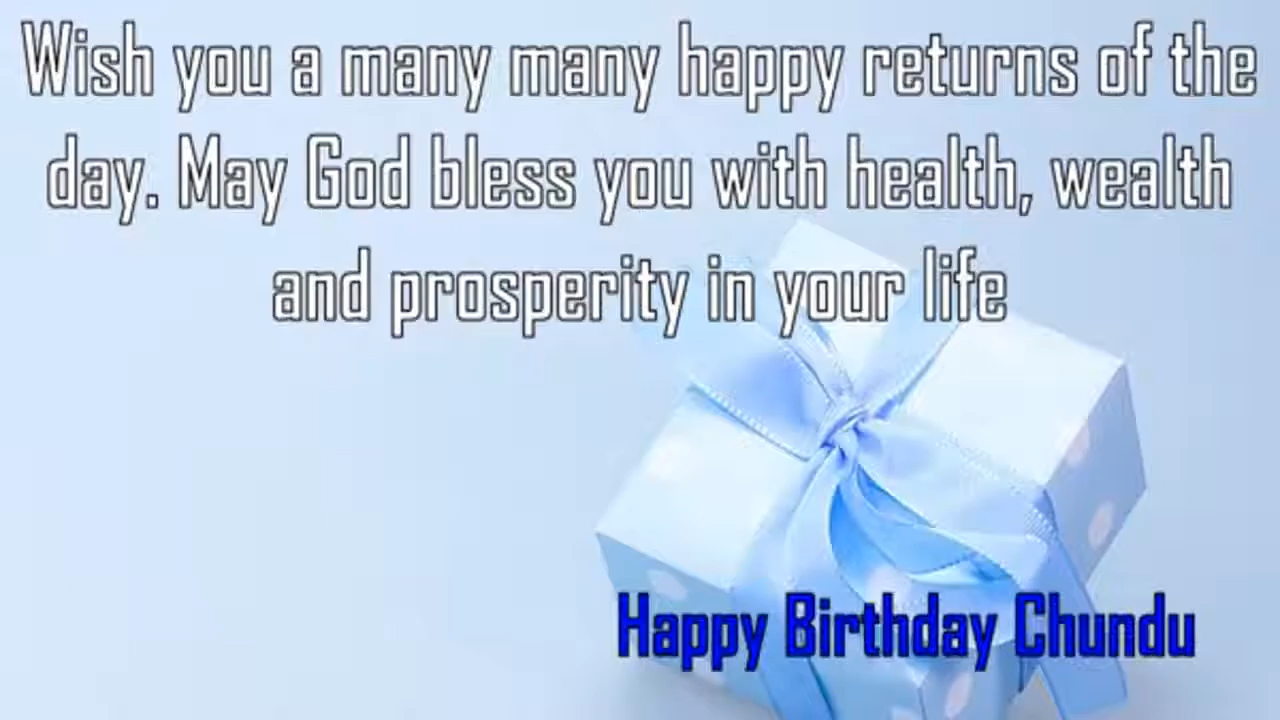 Wish you a many many happy returns of the
day. May God bless you with health, wealth
and prosperity in your life
Happy Birthday Chundu